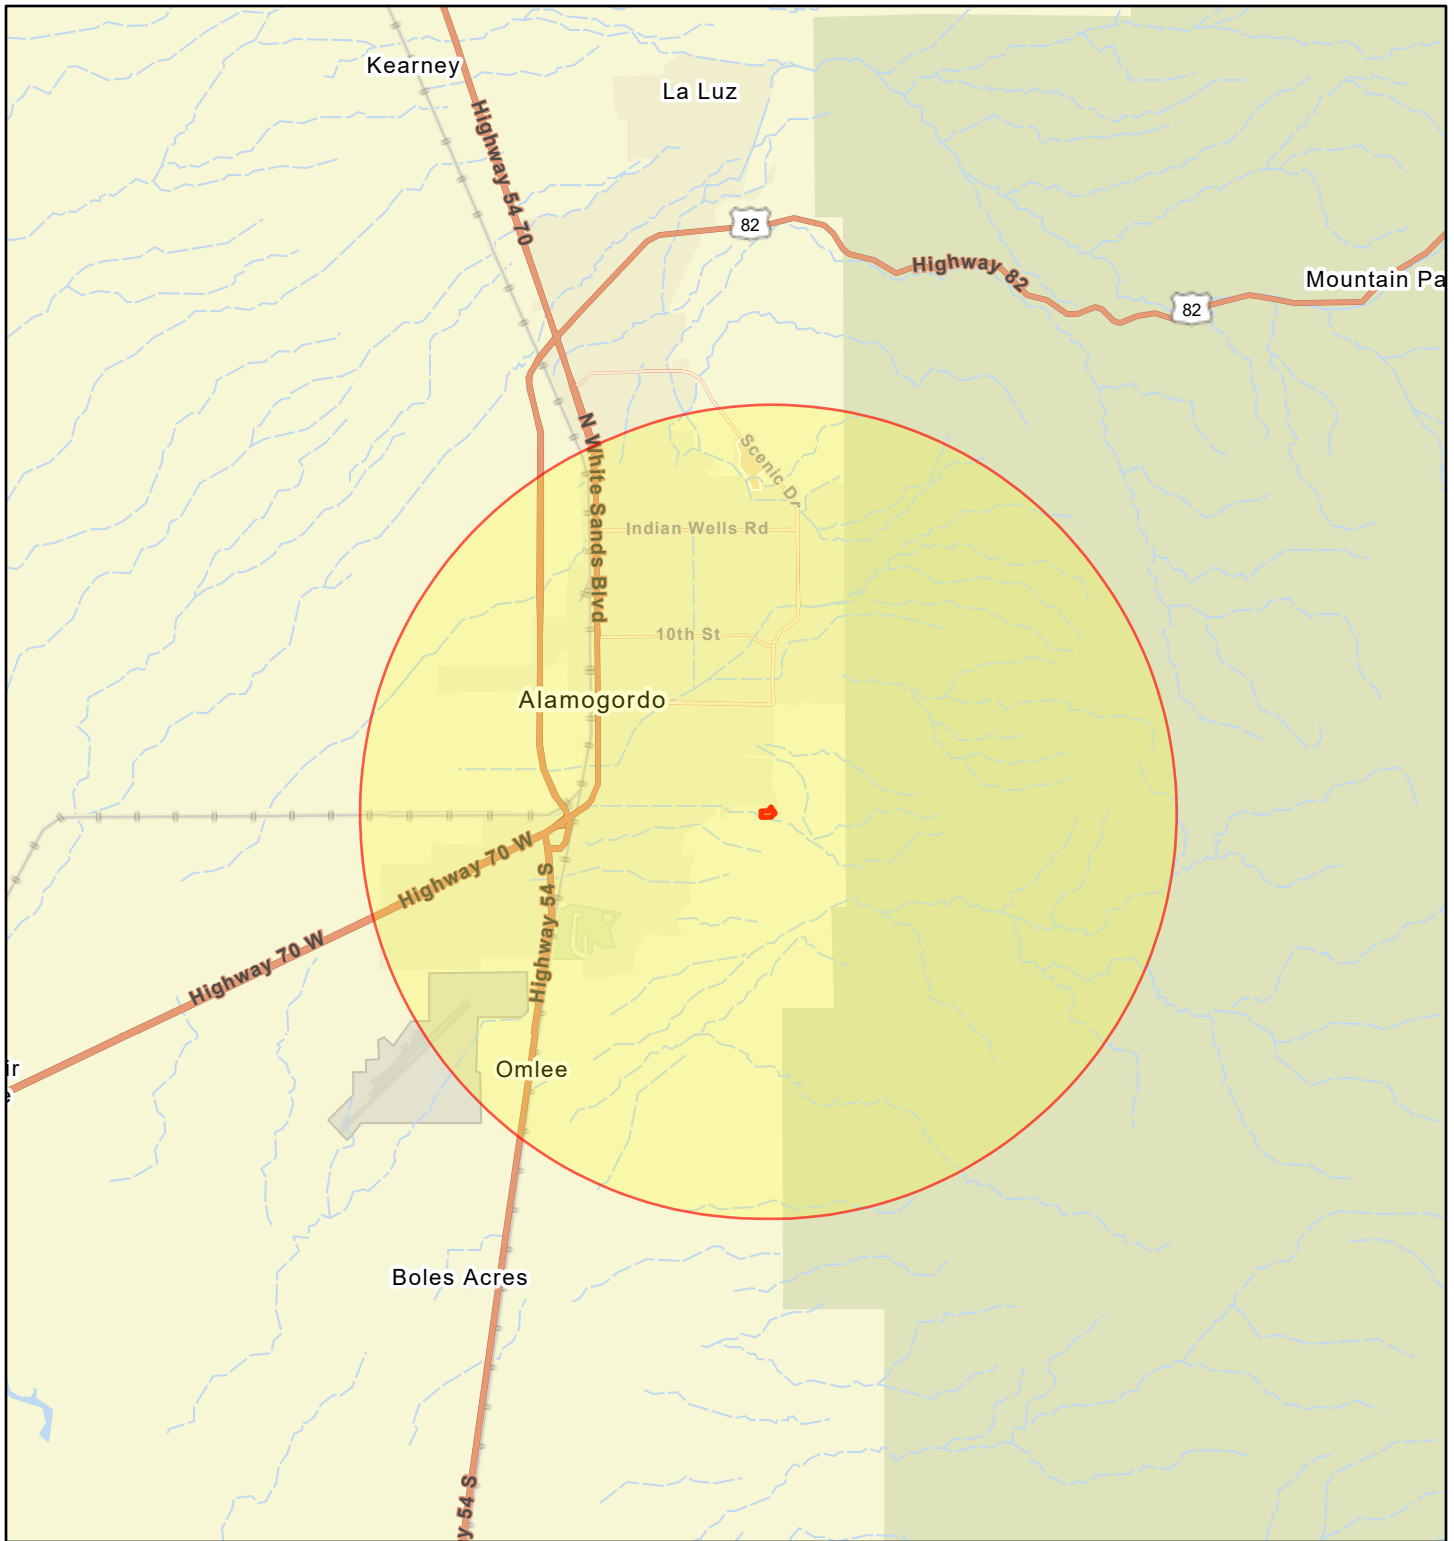 Kearney
La Luz
Highway 54 70
82
Highway 82
Mountain Pa
82
N White Sands Blvd
Scenic Dr
Indian Wells Rd
10th St
Alamogordo
Highway 70 W
Highway 54 S
Highway 70 W
Omlee
ir
e
Boles Acres
y 54 S